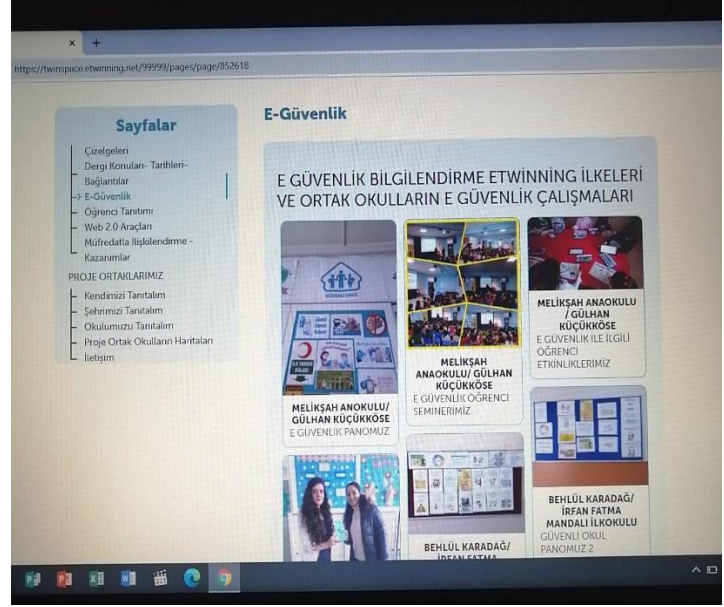 https://twinspace.etwinning.net/99999/pages/page/852618
Sayfalar
Çizelgeleri
Dergi Konuları- Tarihleri-
Bağlantılar
E-Güvenlik
Öğrenci Tanıtımı
Web 2.0 Araçları
Müfredatla İlişkilendirme -
Kazanımlar
PROJE ORTAKLARIMIZ
Kendimizi Tanıtalım
Şehrimizi Tanıtalım
Okulumuzu Tanıtalım
Proje Ortak Okulların Haritaları
İletişim
E-Güvenlik
E GÜVENLİK BİLGİLENDİRME ETWİNNİNG İLKELERİ
VE ORTAK OKULLARIN E GÜVENLİK ÇALIŞMALARI
GÜVENLİ OKUL
MELİKŞAH ANOKULU/
GÜLHAN KÜÇÜKKÖSE
E GÜVENLİK PANOMUZ
MELİKŞAH
ANAOKULU/ GÜLHAN
KÜÇÜKKÖSE
E GÜVENLİK ÖĞRENCİ
SEMİNERİMİZ
MELİKŞAH ANAOKULU
/ GÜLHAN
KÜÇÜKKÖSE
E GÜVENLİK İLE İLGİLİ
ÖĞRENCİ
ETKİNLİKLERİMİZ
BEHLÜL KARADAĞ/
İRFAN FATMA
BEHLÜL KARADAĞ/
İRFAN FATMA
MANDALI İLKOKULU
GÜVENLİ OKUL
PANOMUZ 2